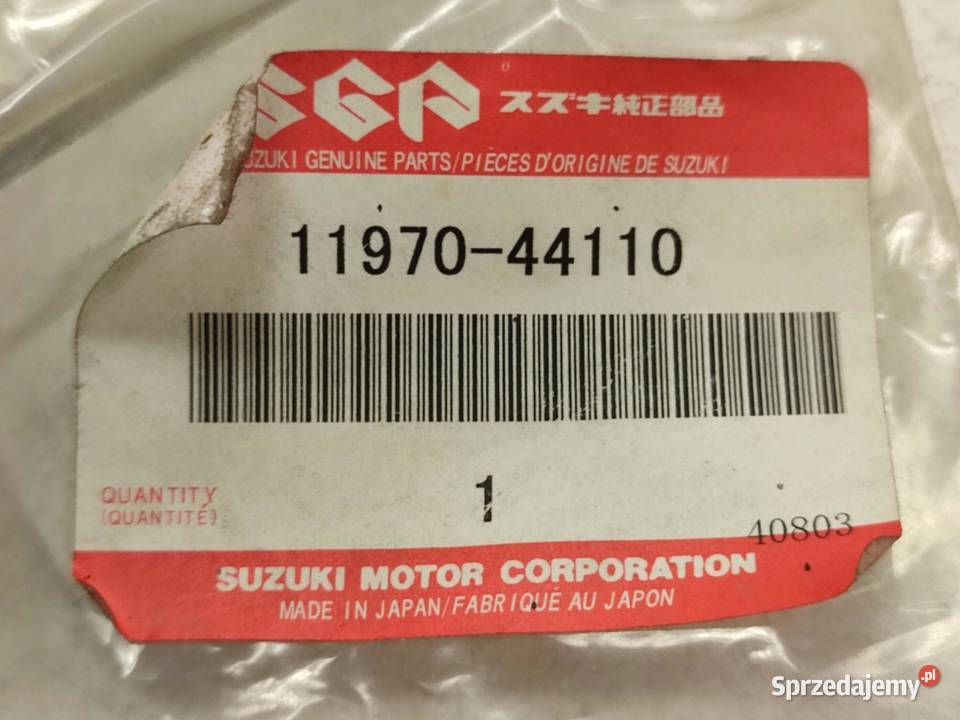 SGP スズキ純正部品
SUZUKI GENUINE PARTS/PIÈCES D'ORIGINE DE SUZUKI
11970-44110
QUANTITY 1
(QUANTITÉ)
40803
SUZUKI MOTOR CORPORATION
MADE IN JAPAN/FABRIQUÉ AU JAPON
Sprzedajemy.pl